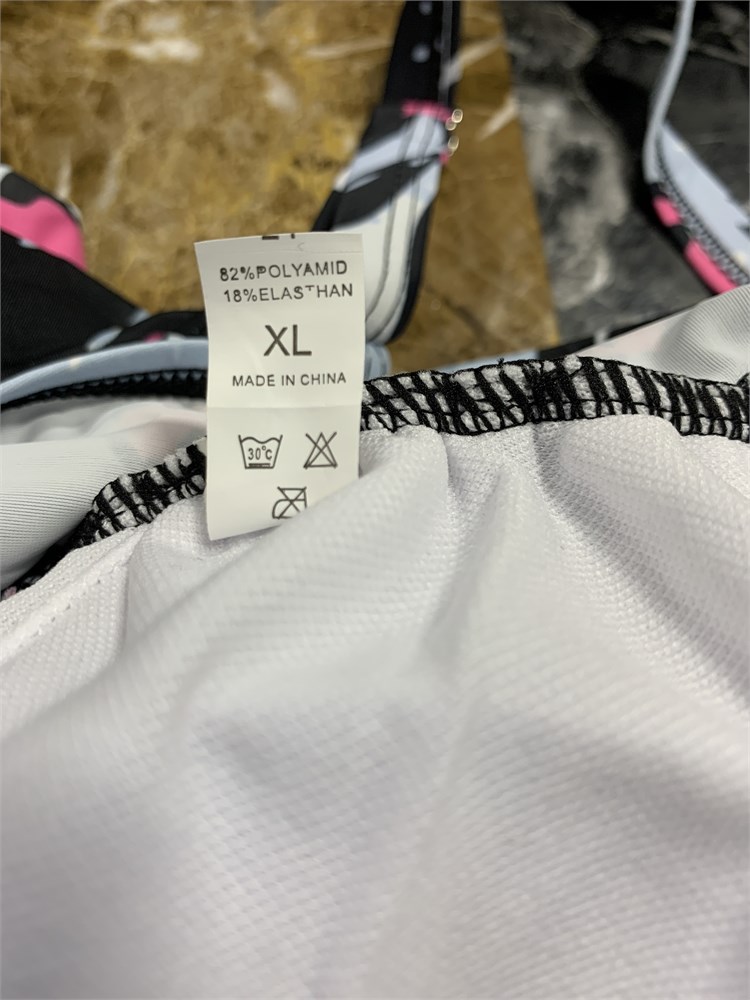 82%POLYAMID
18%ELASTHAN
XL
MADE IN CHINA
30°C